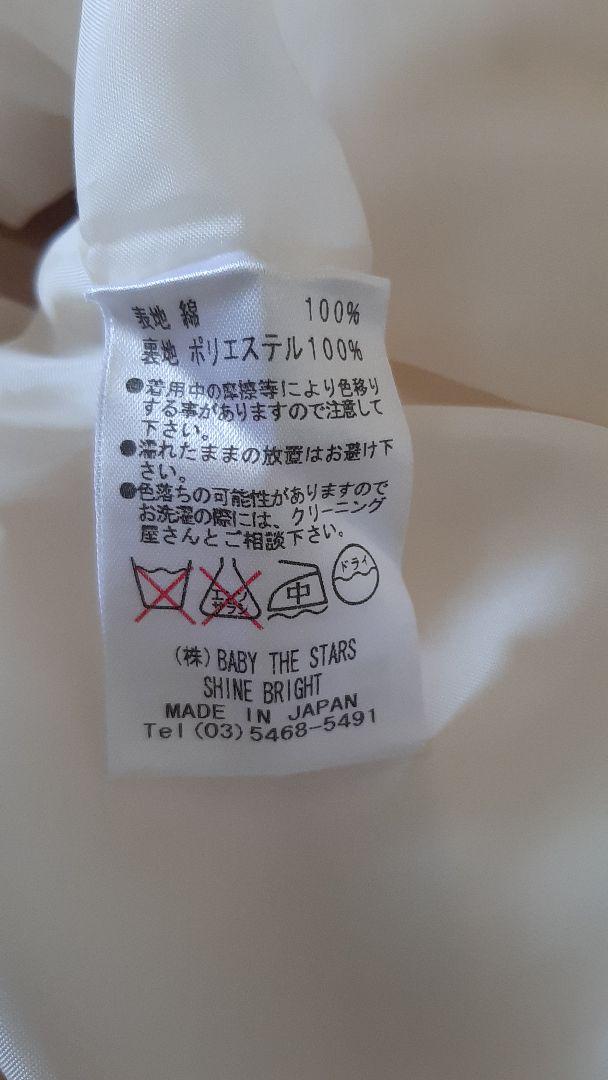 表地 綿 100%
裏地 ポリエステル100%
●着用中の摩擦等により色移り
する事がありますので注意して
下さい。
●濡れたままの放置はお避け下
さい。
●色落ちの可能性がありますので
お洗濯の際には、クリーニング
屋さんとご相談下さい。
エンソ
サラシ
中
ドライ
(株)BABY THE STARS
SHINE BRIGHT
MADE IN JAPAN
Tel(03)5468-5491